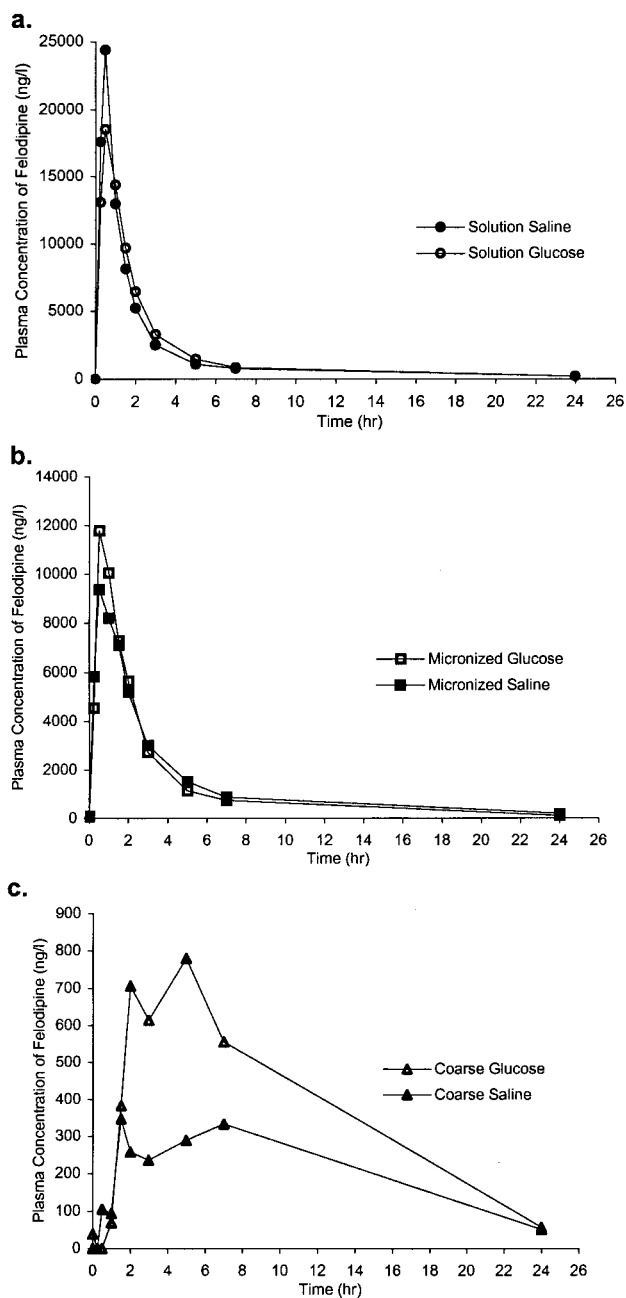 a.
25000
20000
15000
10000
5000
0
Plasma Concentration of Felodipine (ng/l)
Solution Saline
Solution Glucose
0 2 4 6 8 10 12 14 16 18 20 22 24 26
Time (hr)
b.
14000
12000
10000
8000
6000
4000
2000
0
Plasma Concentration of Felodipine (ng/l)
Micronized Glucose
Micronized Saline
0 2 4 6 8 10 12 14 16 18 20 22 24 26
Time (hr)
c.
900
800
700
600
500
400
300
200
100
0
Plasma Concentration of Felodipine (ng/l)
Coarse Glucose
Coarse Saline
0 2 4 6 8 10 12 14 16 18 20 22 24 26
Time (hr)